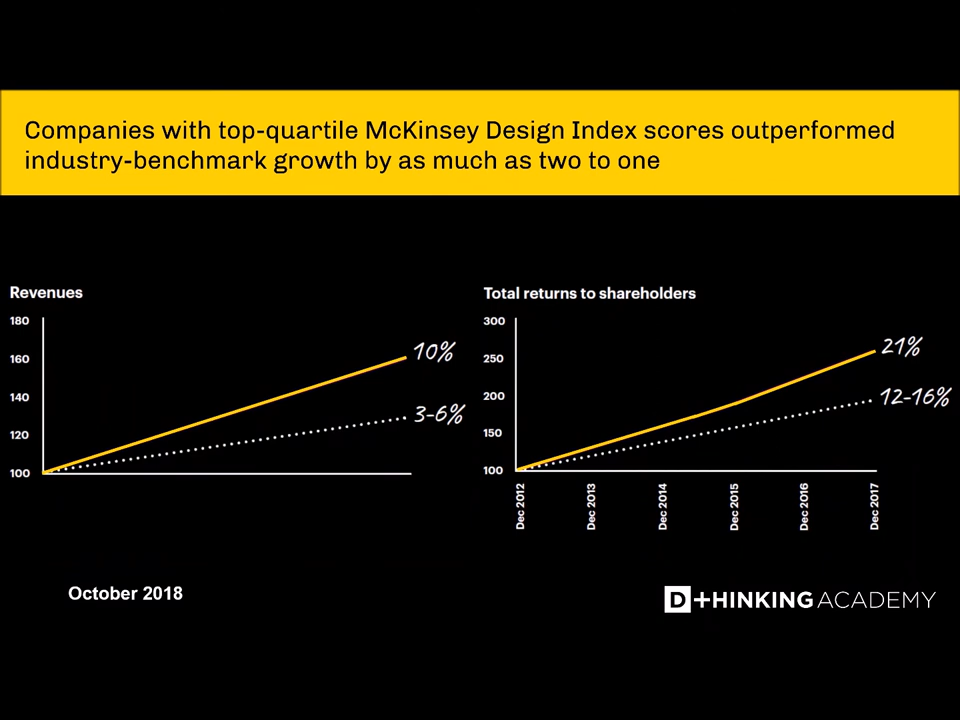 Companies with top-quartile McKinsey Design Index scores outperformed
industry-benchmark growth by as much as two to one
Revenues
180
160
140
120
100
10%
3-6%
Total returns to shareholders
300
250
200
150
100
21%
12-16%
Dec 2012
Dec 2013
Dec 2014
Dec 2015
Dec 2016
Dec 2017
October 2018
D+HINKING ACADEMY